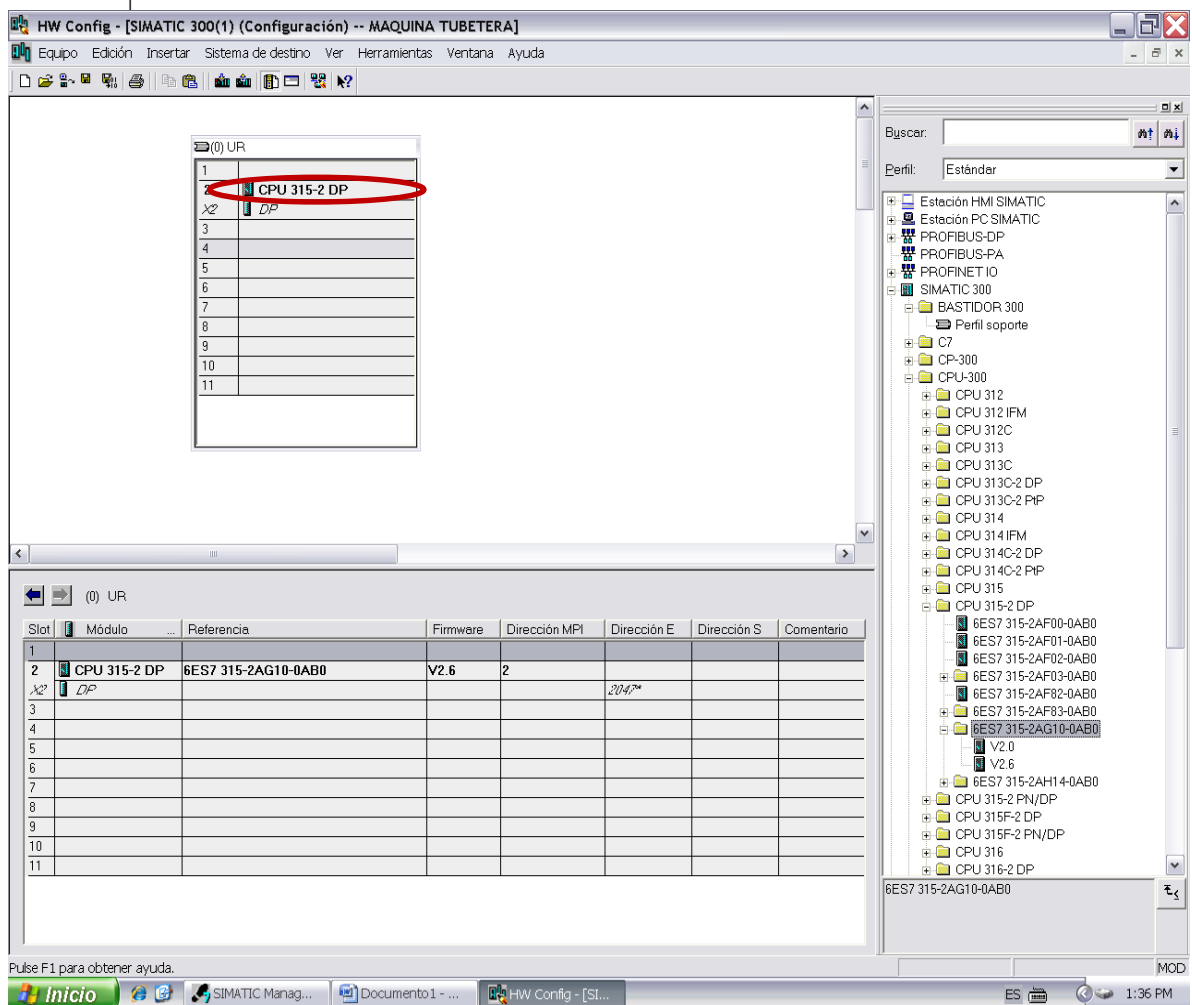 HW Config - [SIMATIC 300(1) (Configuración) -- MAQUINA TUBETERA]
Equipo Edición Insertar Sistema de destino Ver Herramientas Ventana Ayuda
(0) UR
1
2 CPU 315-2 DP
X2 DP
3
4
5
6
7
8
9
10
11
(0) UR
Slot Módulo ... Referencia Firmware Dirección MPI Dirección E Dirección S Comentario
1
2 CPU 315-2 DP 6ES7 315-2AG10-0AB0 V2.6 2
X2 DP 2047*
3
4
5
6
7
8
9
10
11
Buscar:
Perfil: Estándar
Estación HMI SIMATIC
Estación PC SIMATIC
PROFIBUS-DP
PROFIBUS-PA
PROFINET IO
SIMATIC 300
BASTIDOR 300
Perfil soporte
C7
CP-300
CPU-300
CPU 312
CPU 312 IFM
CPU 312C
CPU 313
CPU 313C
CPU 313C-2 DP
CPU 313C-2 PtP
CPU 314
CPU 314 IFM
CPU 314C-2 DP
CPU 314C-2 PtP
CPU 315
CPU 315-2 DP
6ES7 315-2AF00-0AB0
6ES7 315-2AF01-0AB0
6ES7 315-2AF02-0AB0
6ES7 315-2AF03-0AB0
6ES7 315-2AF82-0AB0
6ES7 315-2AF83-0AB0
6ES7 315-2AG10-0AB0
V2.0
V2.6
6ES7 315-2AH14-0AB0
CPU 315-2 PN/DP
CPU 315F-2 DP
CPU 315F-2 PN/DP
CPU 316
CPU 316-2 DP
6ES7 315-2AG10-0AB0
Pulse F1 para obtener ayuda. MOD
Inicio SIMATIC Manag... Documento1 - ... HW Config - [SI... ES 1:36 PM